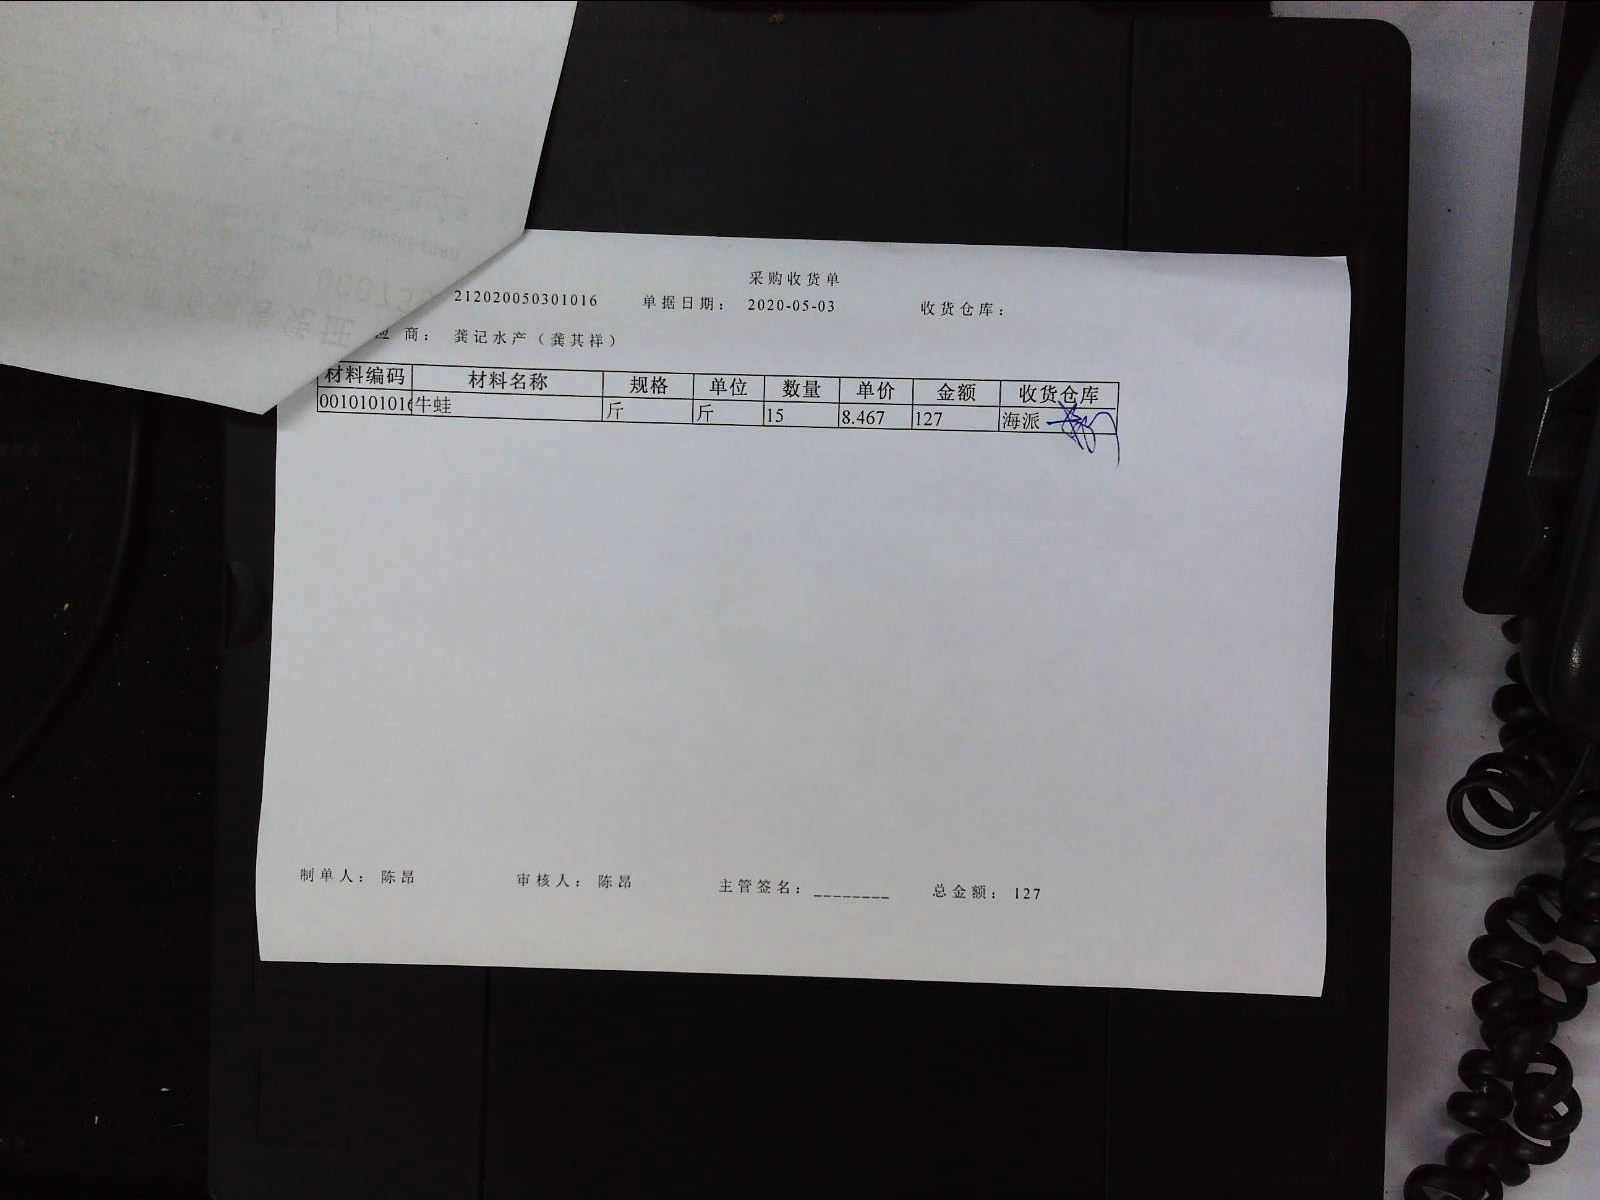 采购收货单
212020050301016 单据日期： 2020-05-03 收货仓库：
应 商： 龚记水产（龚其祥）
材料编码 材料名称 规格 单位 数量 单价 金额 收货仓库
001010101 牛蛙 斤 斤 15 8.467 127 海派
制单人： 陈昂 审核人： 陈昂 主管签名：________ 总金额： 127